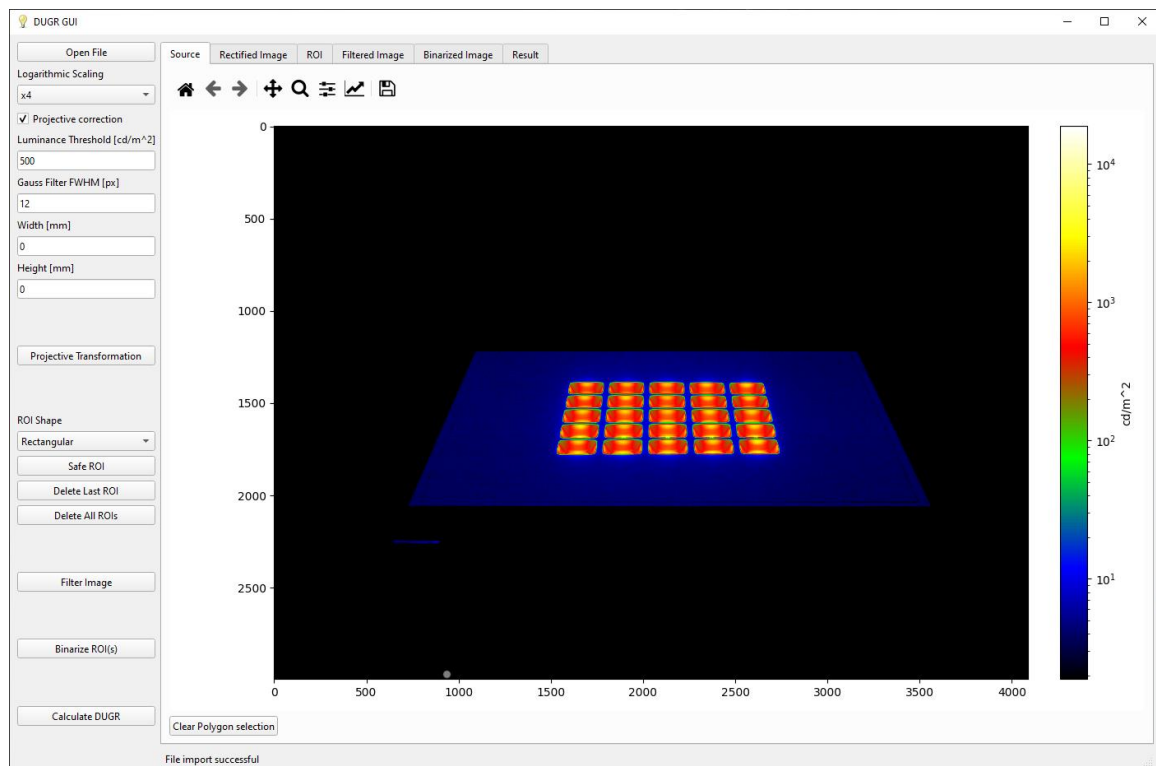 DUGR GUI
Open File
Logarithmic Scaling
x4
Projective correction
Luminance Threshold [cd/m^2]
500
Gauss Filter FWHM [px]
12
Width [mm]
0
Height [mm]
0
Projective Transformation
ROI Shape
Rectangular
Safe ROI
Delete Last ROI
Delete All ROIs
Filter Image
Binarize ROI(s)
Calculate DUGR
Source Rectified Image ROI Filtered Image Binarized Image Result
0
500
1000
1500
2000
2500
0 500 1000 1500 2000 2500 3000 3500 4000
10^4
10^3
10^2
10^1
cd/m^2
Clear Polygon selection
File import successful